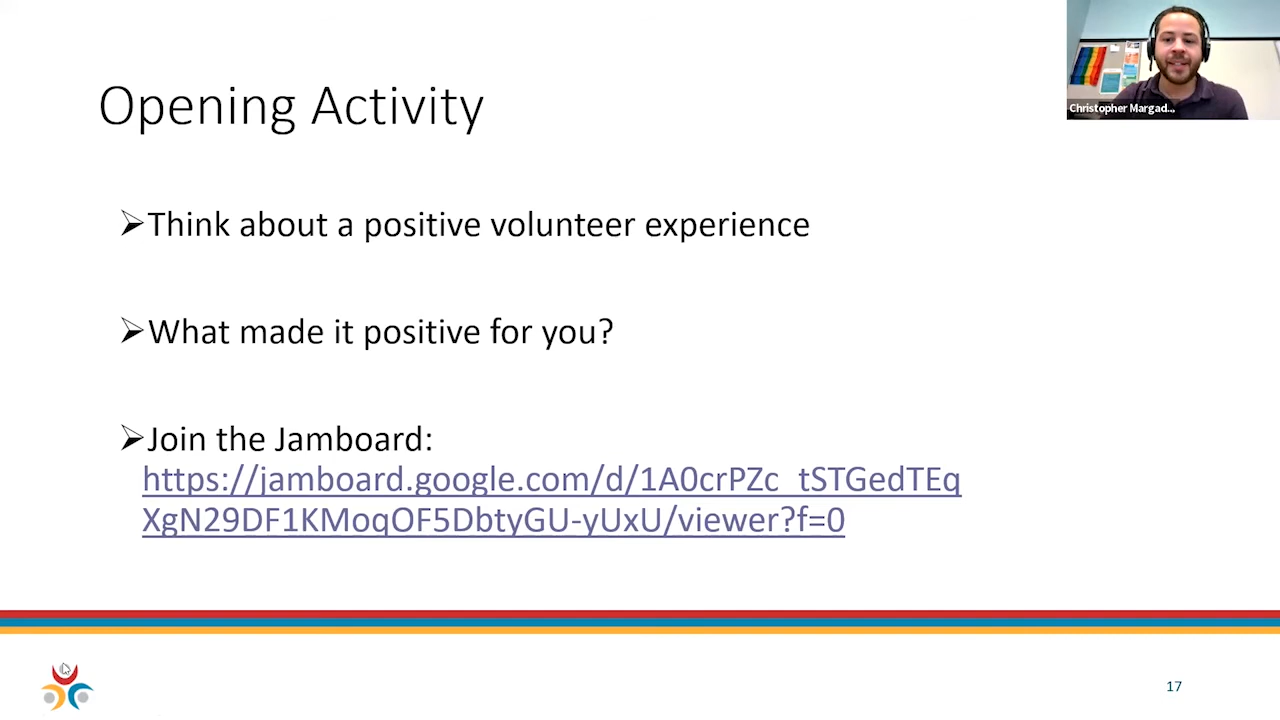 Opening Activity
Christopher Margad...
➢Think about a positive volunteer experience
➢What made it positive for you?
➢Join the Jamboard:
https://jamboard.google.com/d/1A0crPZc_tSTGedTEq
XgN29DF1KMoqOF5DbtyGU-yUxU/viewer?f=0
17